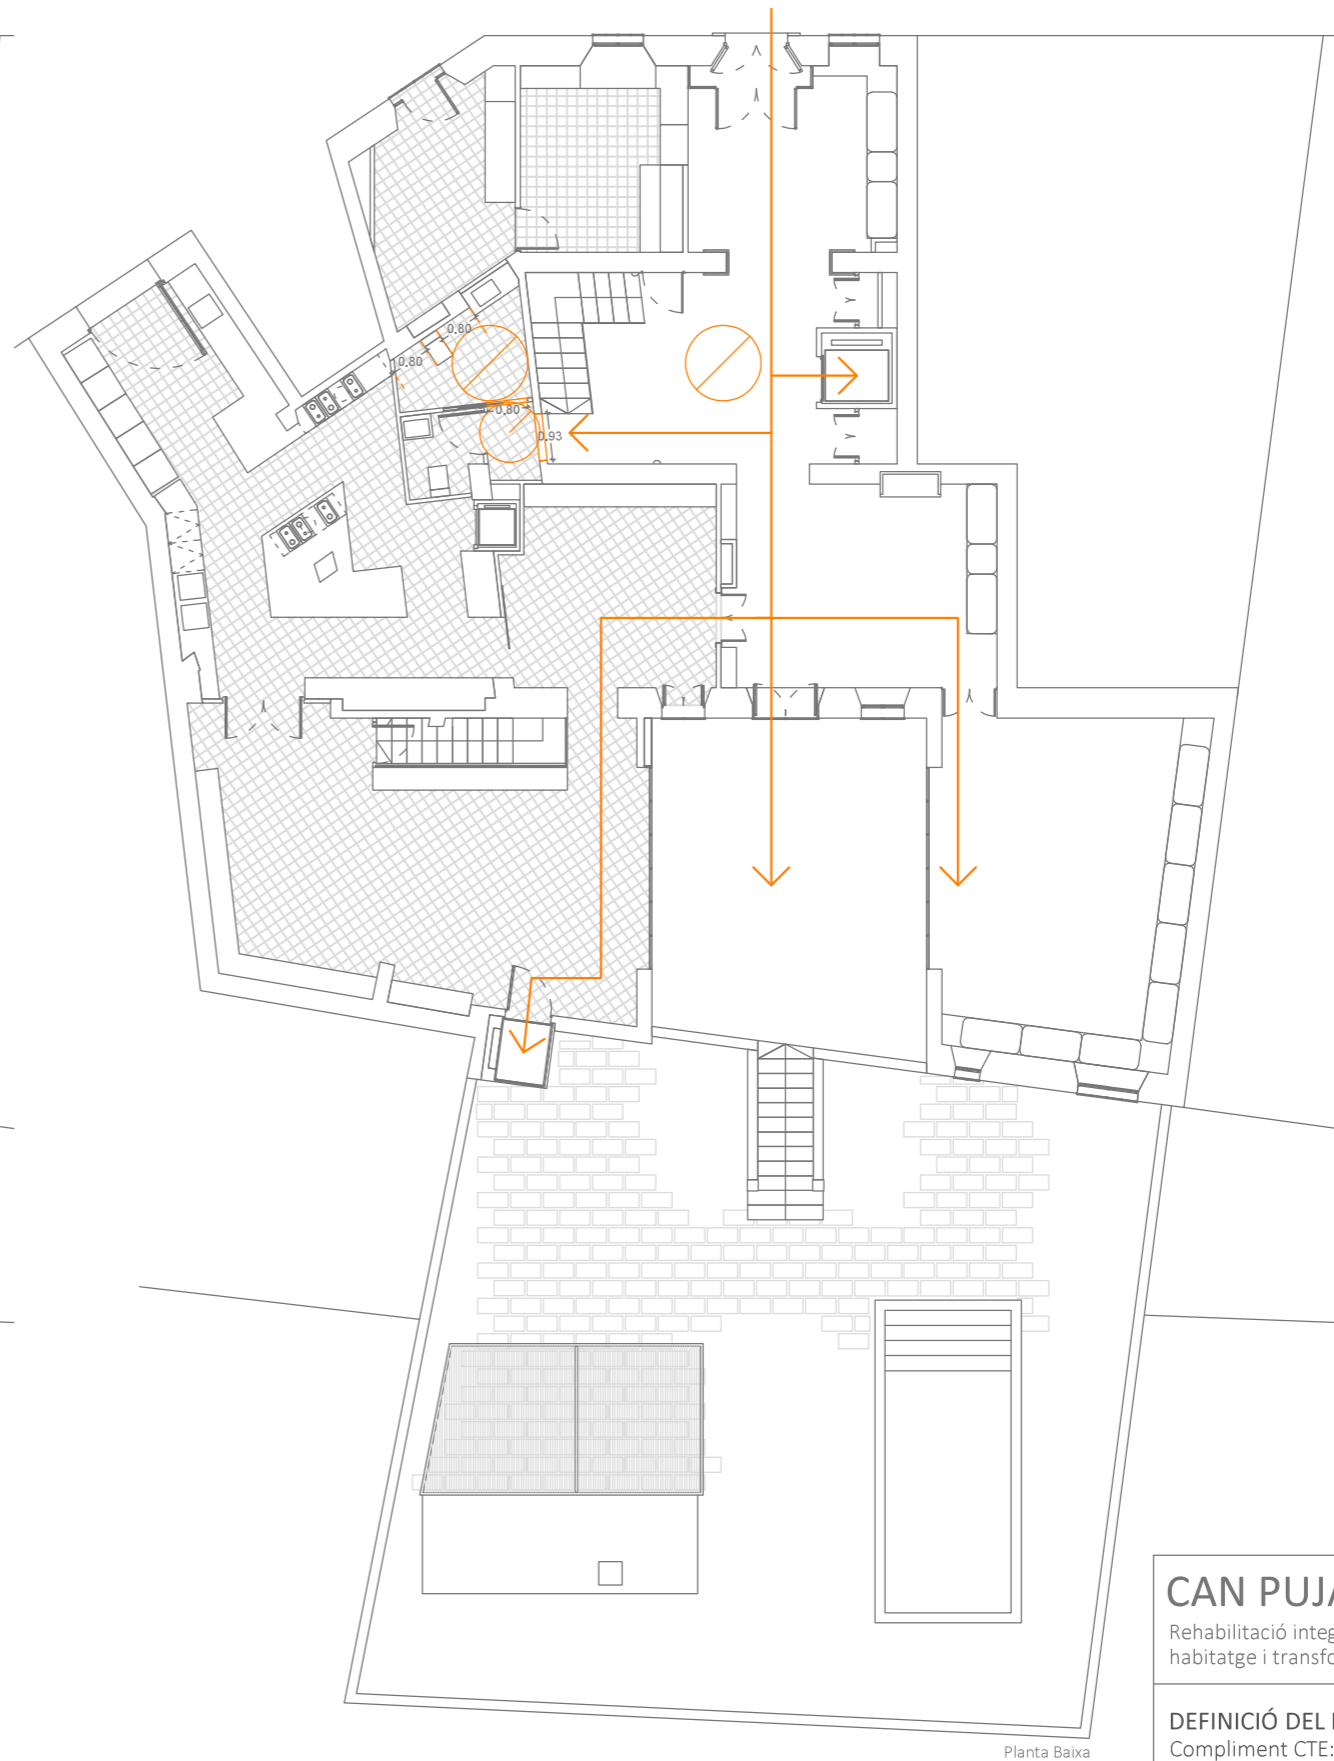 0.80
0.80
0.80
0.93
CAN PUJA
Rehabilitació integ
habitatge i transfo
DEFINICIÓ DEL
Compliment CTE:
Planta Baixa